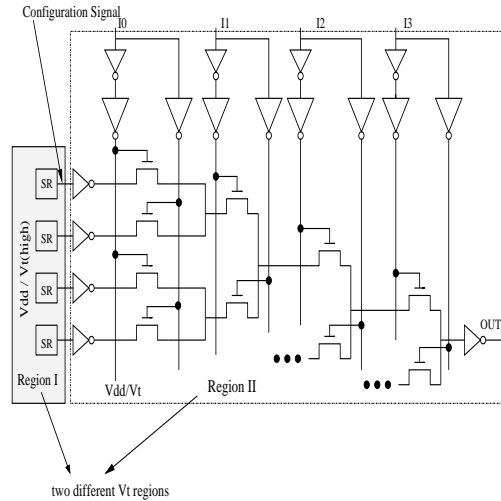 Configuration Signal
I0
I1
I2
I3
SR
SR
SR
SR
Vdd / Vt(high)
Region I
Vdd/Vt
Region II
OUT
two different Vt regions